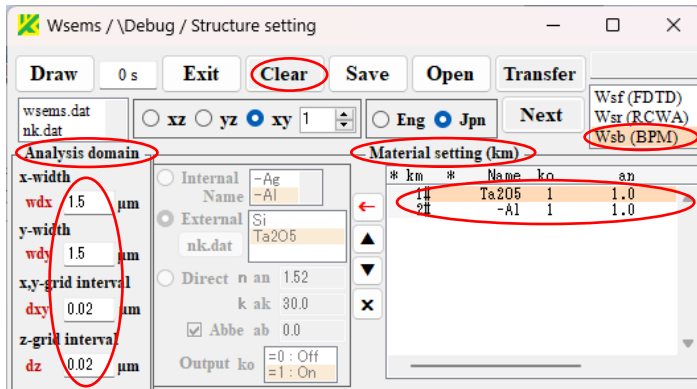 Wsems / \Debug / Structure setting
Draw 0 s Exit Clear Save Open Transfer
wsems.dat
nk.dat
xz yz xy 1
Eng Jpn
Next
Wsf (FDTD)
Wsr (RCWA)
Wsb (BPM)
Analysis domain
x-width
wdx 1.5 μm
y-width
wdy 1.5 μm
x,y-grid interval
dxy 0.02 μm
z-grid interval
dz 0.02 μm
Internal Name
-Ag
-Al
External
Si
Ta2O5
nk.dat
Direct n an 1.52
k ak 30.0
Abbe ab 0.0
Output ko
=0 : Off
=1 : On
Material setting (km)
* km * Name ko an
1# Ta2O5 1 1.0
2# -Al 1 1.0